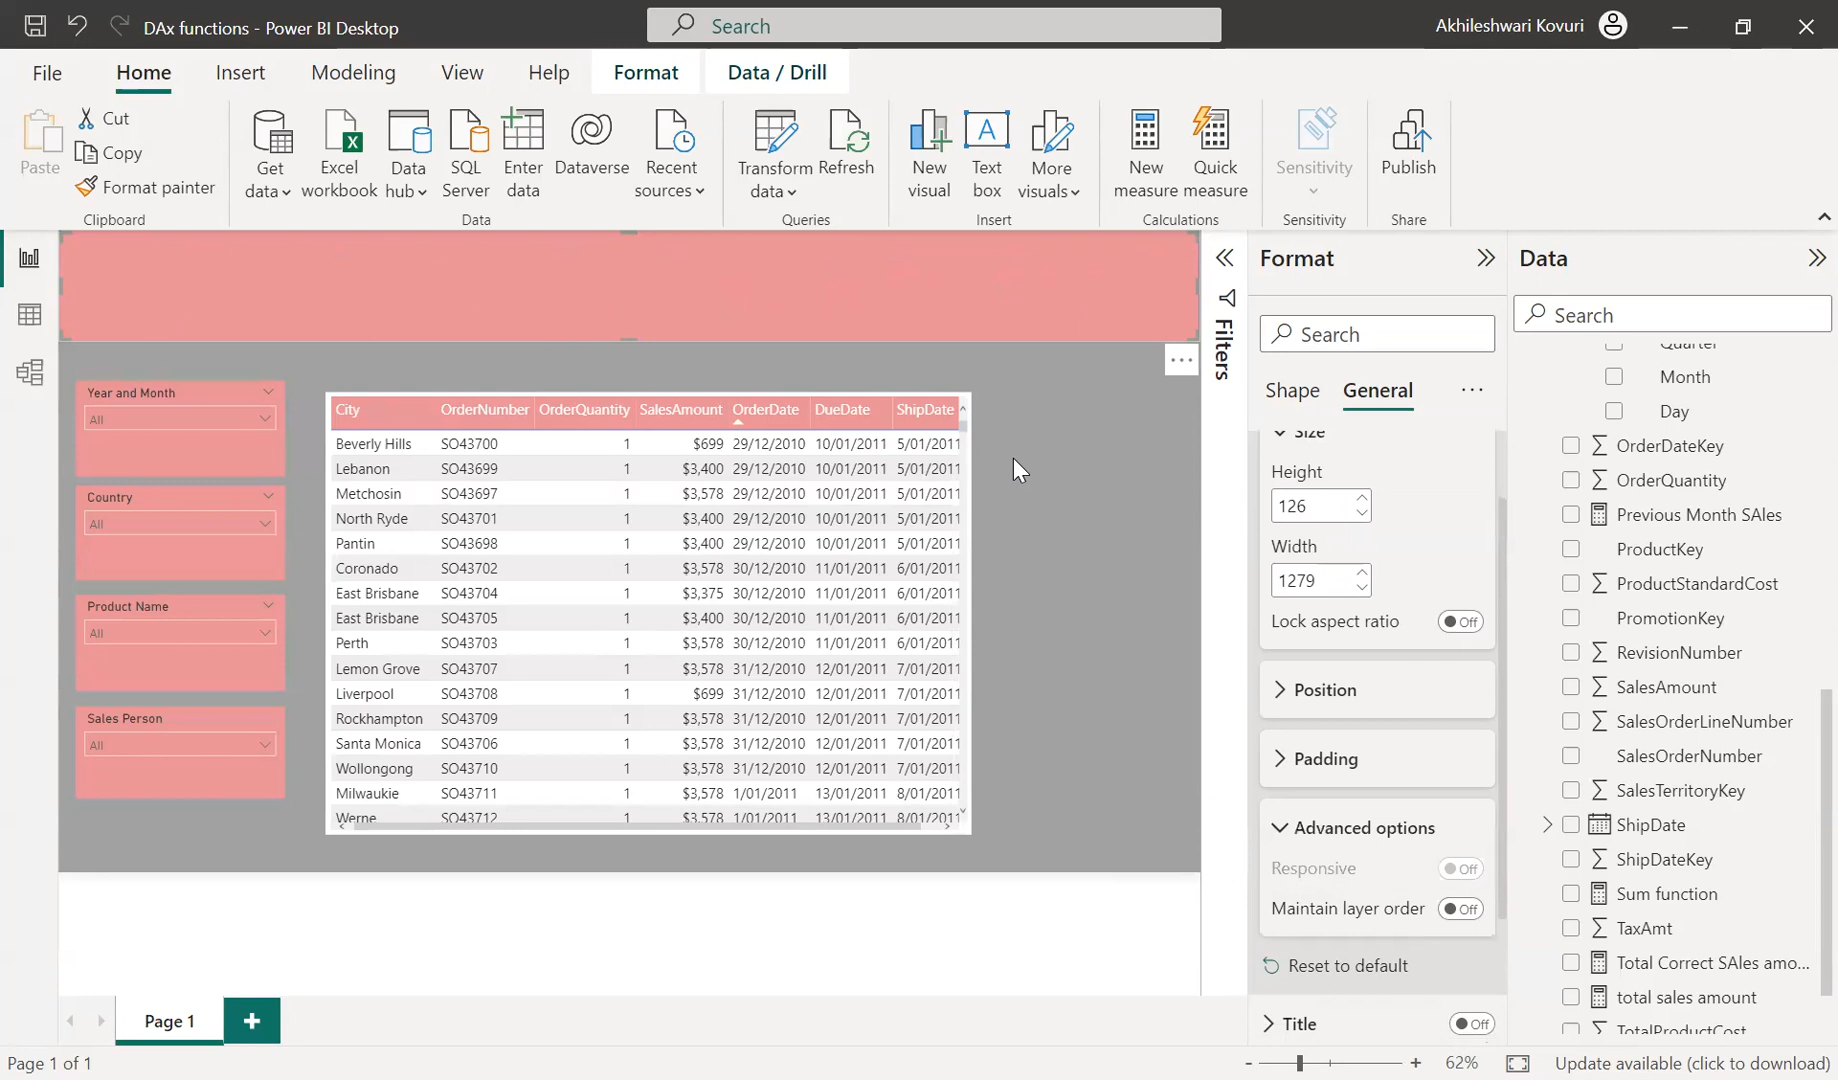 DAx functions - Power BI Desktop
Search
Akhileshwari Kovuri
File Home Insert Modeling View Help Format Data / Drill
Paste
Cut
Copy
Format painter
Clipboard
Get data
Excel workbook
Data hub
SQL Server
Enter data
Dataverse
Recent sources
Data
Transform data
Refresh
Queries
New visual
Text box
More visuals
Insert
New measure
Quick measure
Calculations
Sensitivity
Sensitivity
Publish
Share
Year and Month
All
Country
All
Product Name
All
Sales Person
All
City OrderNumber OrderQuantity SalesAmount OrderDate DueDate ShipDate
Beverly Hills SO43700 1 $699 29/12/2010 10/01/2011 5/01/2011
Lebanon SO43699 1 $3,400 29/12/2010 10/01/2011 5/01/2011
Metchosin SO43697 1 $3,578 29/12/2010 10/01/2011 5/01/2011
North Ryde SO43701 1 $3,400 29/12/2010 10/01/2011 5/01/2011
Pantin SO43698 1 $3,400 29/12/2010 10/01/2011 5/01/2011
Coronado SO43702 1 $3,578 30/12/2010 11/01/2011 6/01/2011
East Brisbane SO43704 1 $3,375 30/12/2010 11/01/2011 6/01/2011
East Brisbane SO43705 1 $3,400 30/12/2010 11/01/2011 6/01/2011
Perth SO43703 1 $3,578 30/12/2010 11/01/2011 6/01/2011
Lemon Grove SO43707 1 $3,578 31/12/2010 12/01/2011 7/01/2011
Liverpool SO43708 1 $699 31/12/2010 12/01/2011 7/01/2011
Rockhampton SO43709 1 $3,578 31/12/2010 12/01/2011 7/01/2011
Santa Monica SO43706 1 $3,578 31/12/2010 12/01/2011 7/01/2011
Wollongong SO43710 1 $3,578 31/12/2010 12/01/2011 7/01/2011
Milwaukie SO43711 1 $3,578 1/01/2011 13/01/2011 8/01/2011
Werne SO43712 1 $3,578 1/01/2011 13/01/2011 8/01/2011
Filters
Format
Search
Shape General
Size
Height
126
Width
1279
Lock aspect ratio Off
Position
Padding
Advanced options
Responsive Off
Maintain layer order Off
Reset to default
Title Off
Data
Search
Quarter
Month
Day
OrderDateKey
OrderQuantity
Previous Month SAles
ProductKey
ProductStandardCost
PromotionKey
RevisionNumber
SalesAmount
SalesOrderLineNumber
SalesOrderNumber
SalesTerritoryKey
ShipDate
ShipDateKey
Sum function
TaxAmt
Total Correct SAles amo...
total sales amount
TotalProductCost
Page 1
Page 1 of 1
62%
Update available (click to download)